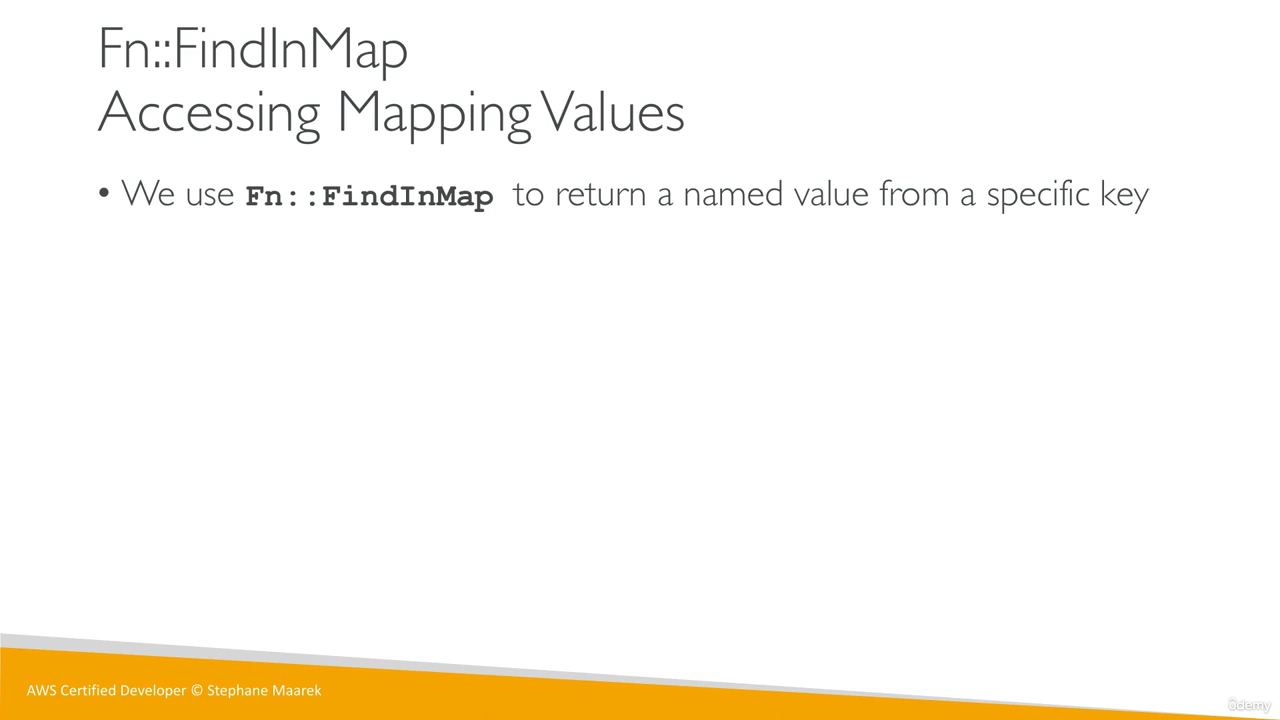 Fn::FindInMap
Accessing Mapping Values
• We use Fn::FindInMap to return a named value from a specific key
AWS Certified Developer © Stephane Maarek
ûdemy